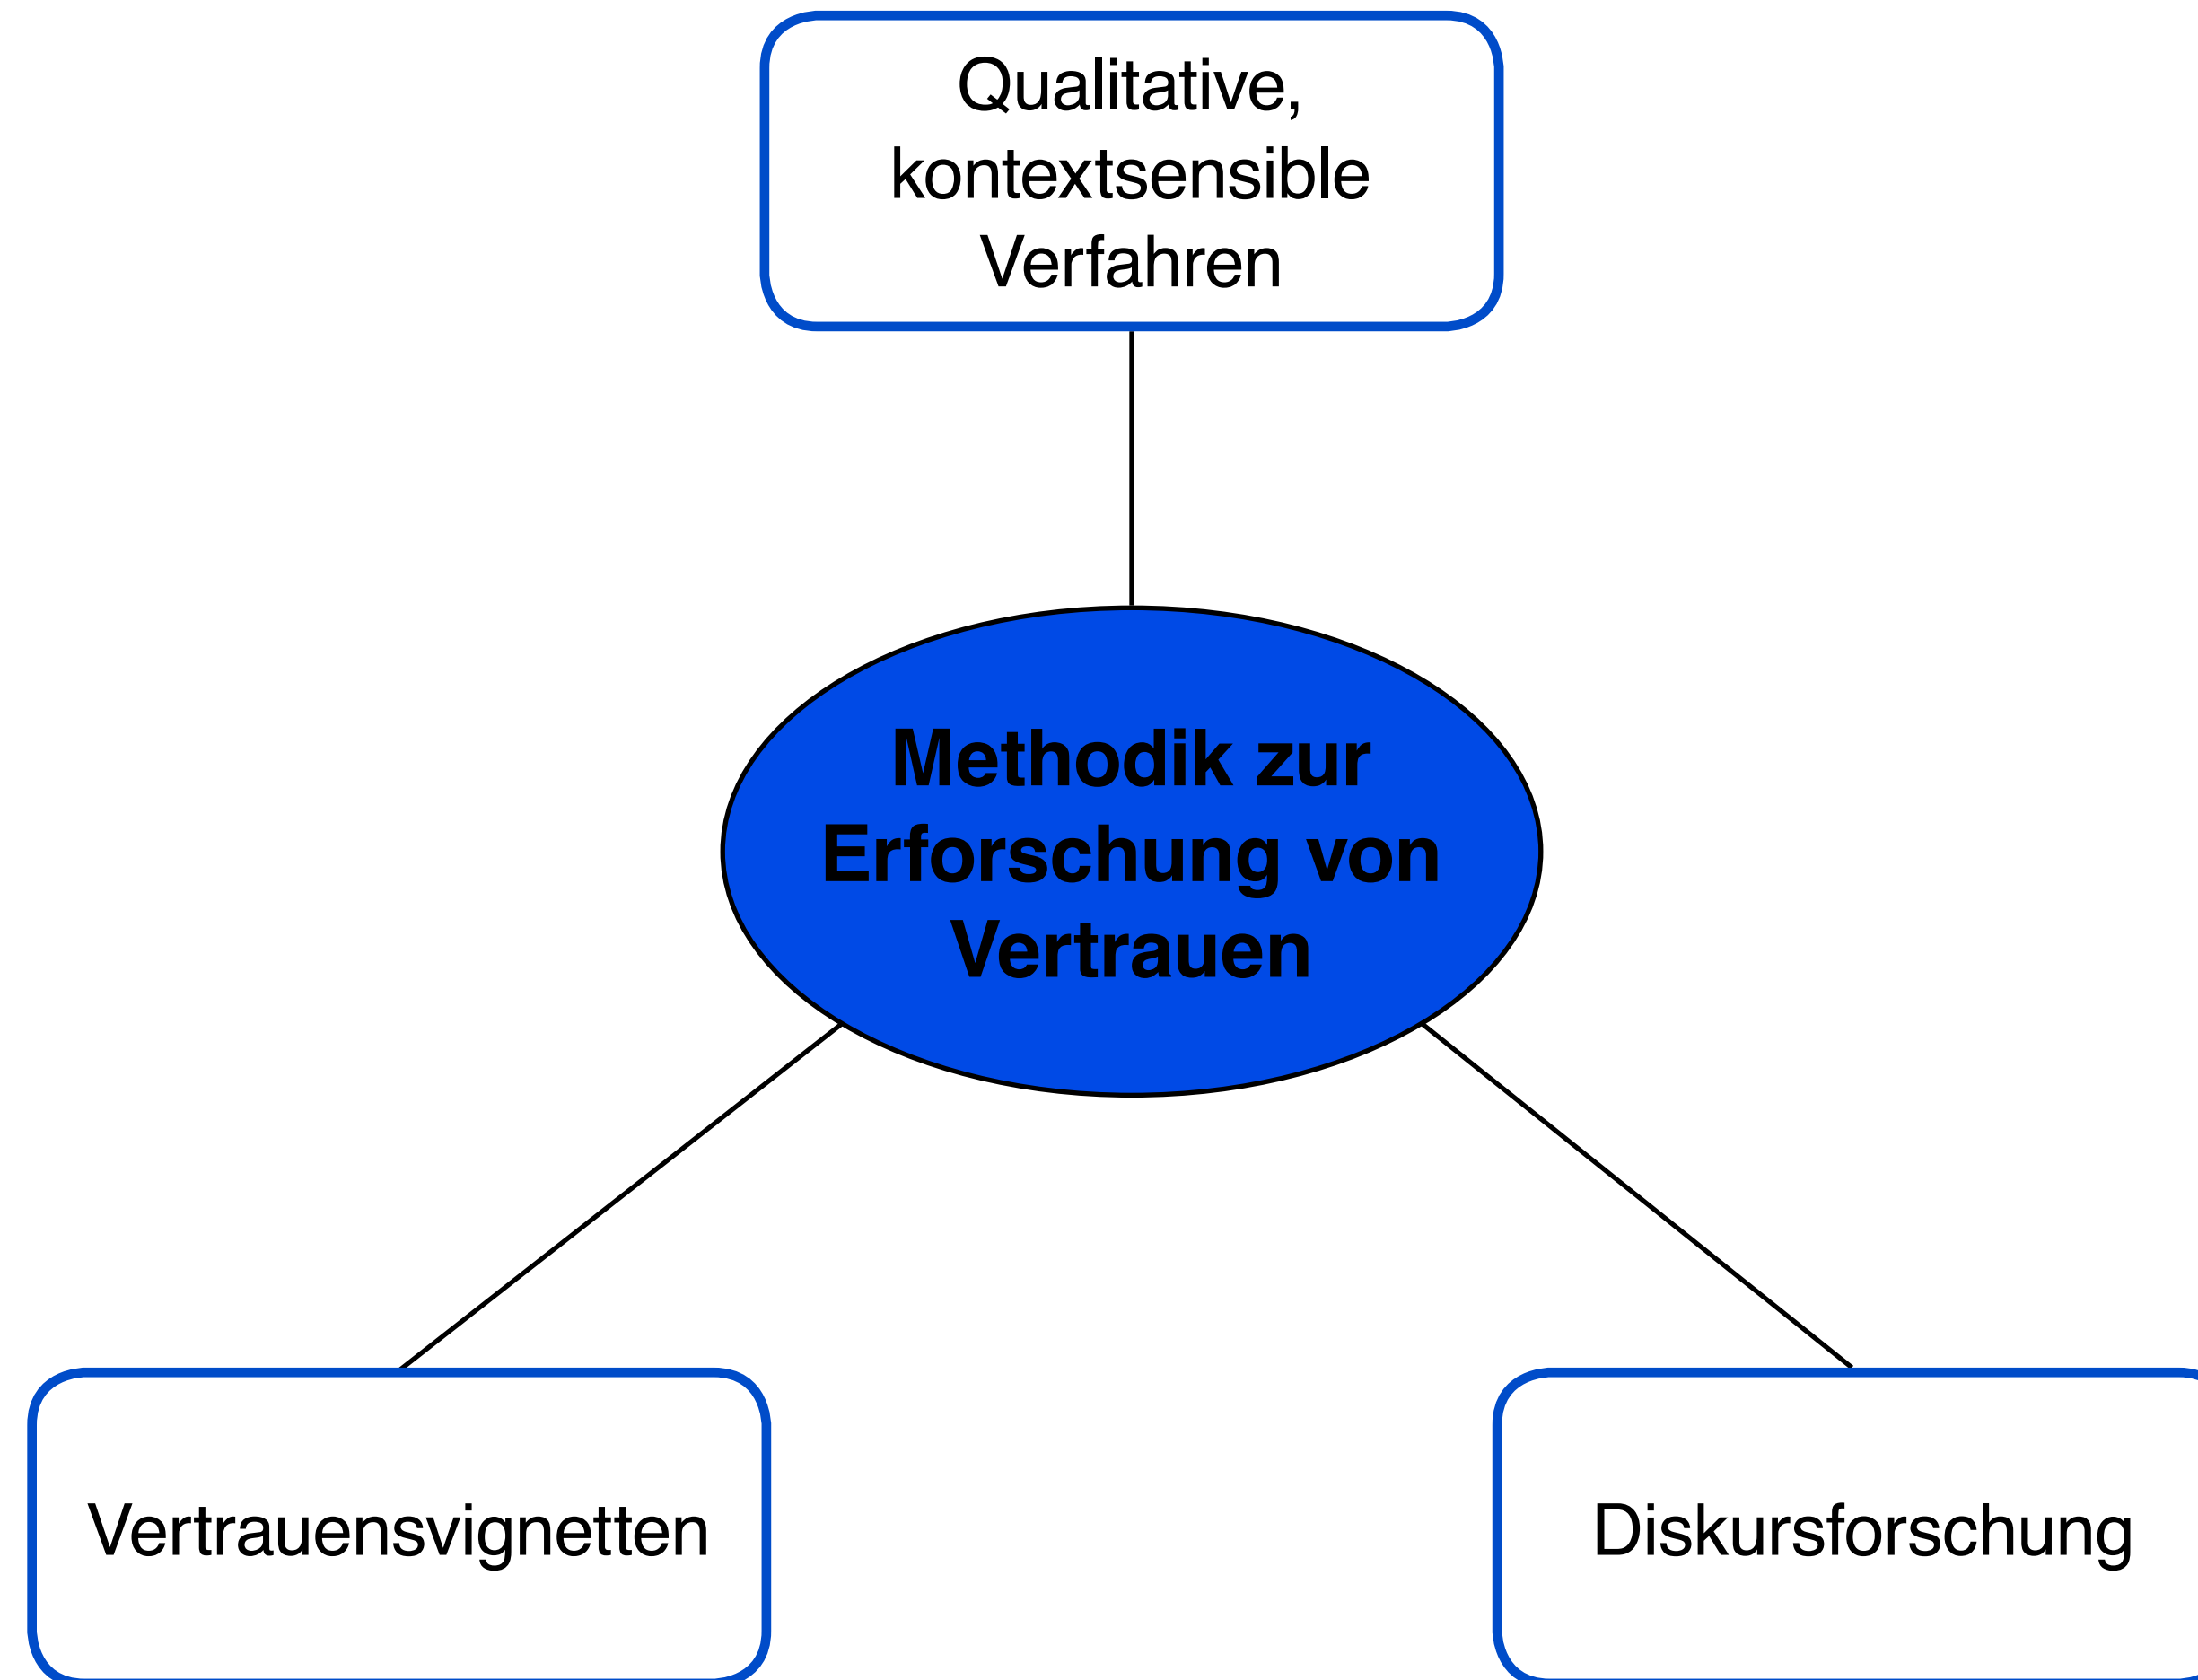 Qualitative,
kontextsensible
Verfahren
Methodik zur
Erforschung von
Vertrauen
Vertrauensvignetten
Diskursforschung